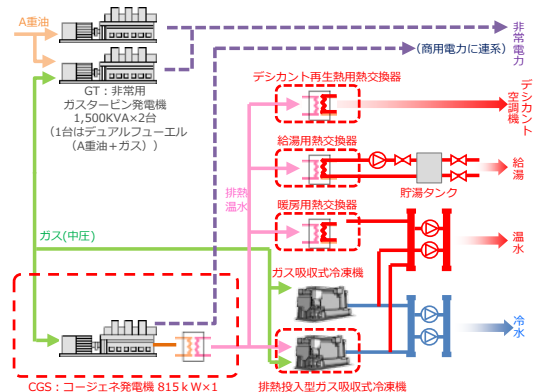 A重油
非常電力
(商用電力に連系)
GT:非常用
ガスタービン発電機
1,500KVA×2台
(1台はデュアルフューエル
(A重油+ガス))
デシカント再生熱用熱交換器
デシカント
空調機
給湯用熱交換器
給湯
貯湯タンク
排熱
温水
暖房用熱交換器
温水
ガス(中圧)
ガス吸収式冷凍機
冷水
CGS:コージェネ発電機 815kW×1
排熱投入型ガス吸収式冷凍機